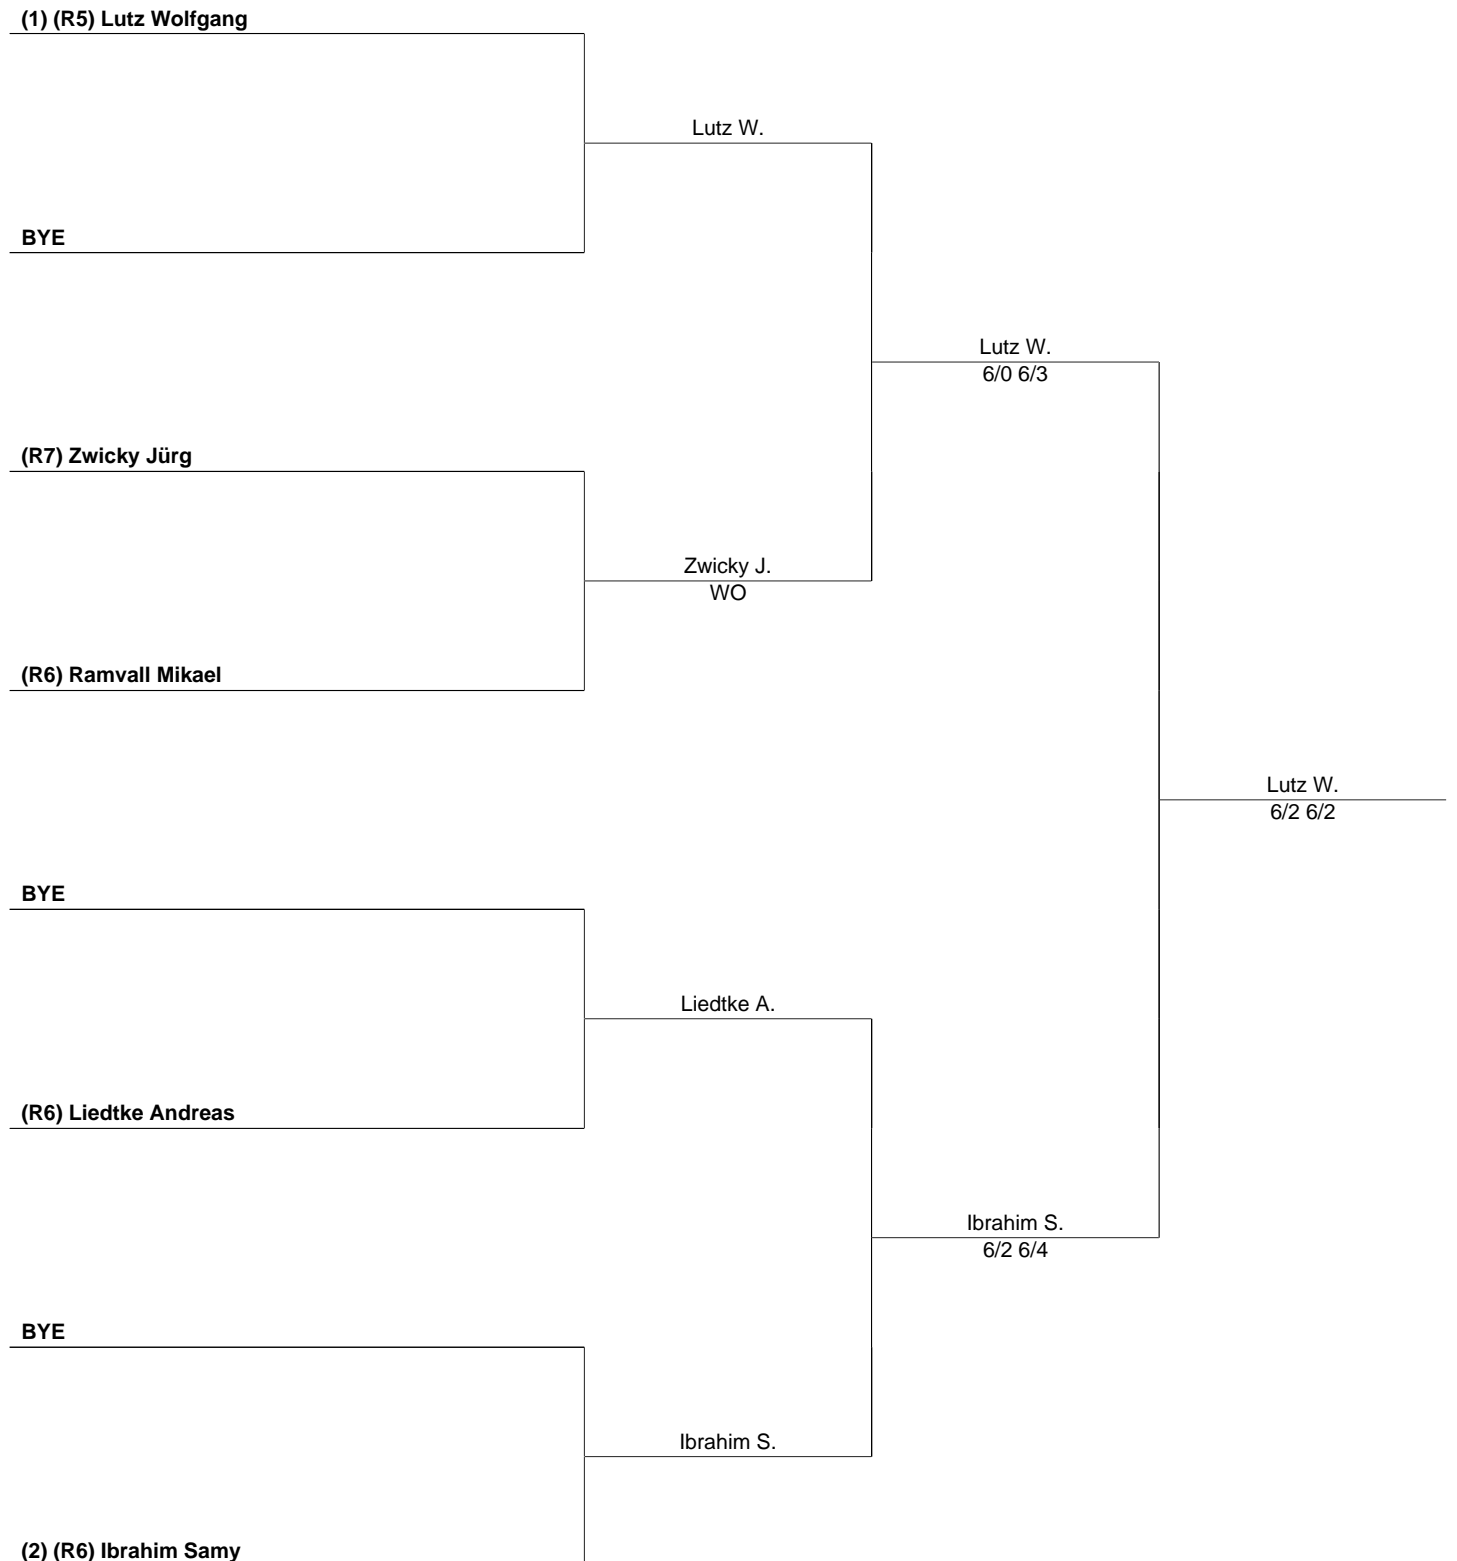 (1) (R5) Lutz Wolfgang
Lutz W.
BYE
Lutz W.
6/0 6/3
(R7) Zwicky Jürg
Zwicky J.
WO
(R6) Ramvall Mikael
Lutz W.
6/2 6/2
BYE
Liedtke A.
(R6) Liedtke Andreas
Ibrahim S.
6/2 6/4
BYE
Ibrahim S.
(2) (R6) Ibrahim Samy